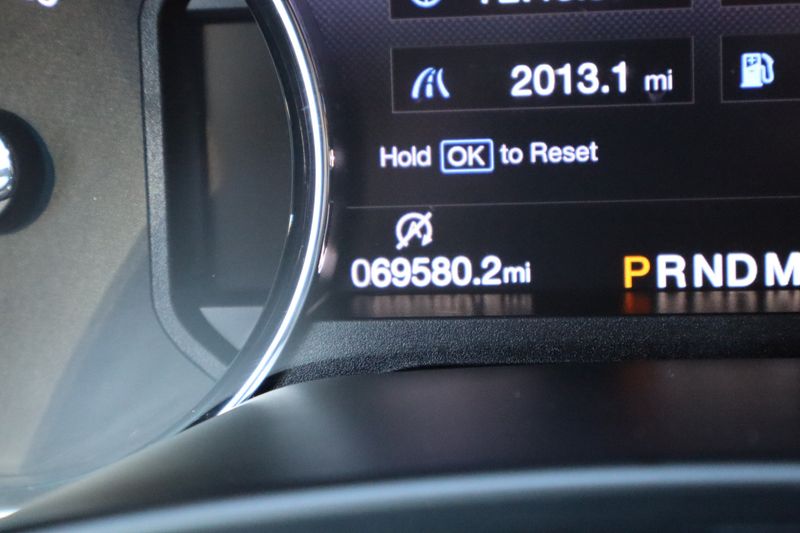 2013.1 mi
Hold OK to Reset
069580.2mi
PRNDM